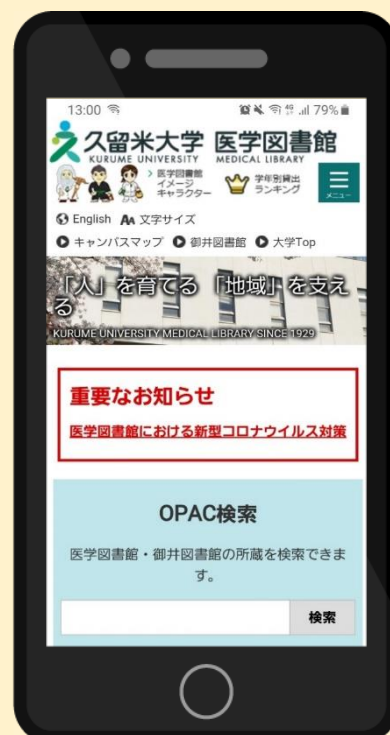 13:00 4G 79%
久留米大学 医学図書館
KURUME UNIVERSITY MEDICAL LIBRARY
医学図書館
イメージ
キャラクター
学年別貸出
ランキング
メニュー
English AA 文字サイズ
キャンパスマップ 御井図書館 大学Top
「人」を育てる 「地域」を支え
る
KURUME UNIVERSITY MEDICAL LIBRARY SINCE 1929
重要なお知らせ
医学図書館における新型コロナウイルス対策
OPAC検索
医学図書館・御井図書館の所蔵を検索できま
す。
検索